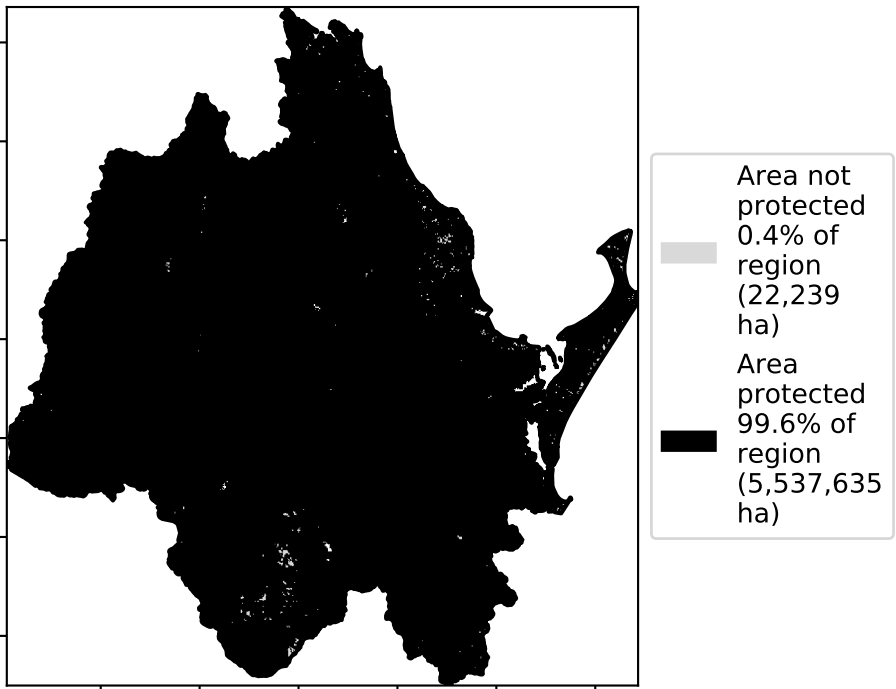 Area not
protected
0.4% of
region
(22,239
ha)
Area
protected
99.6% of
region
(5,537,635
ha)